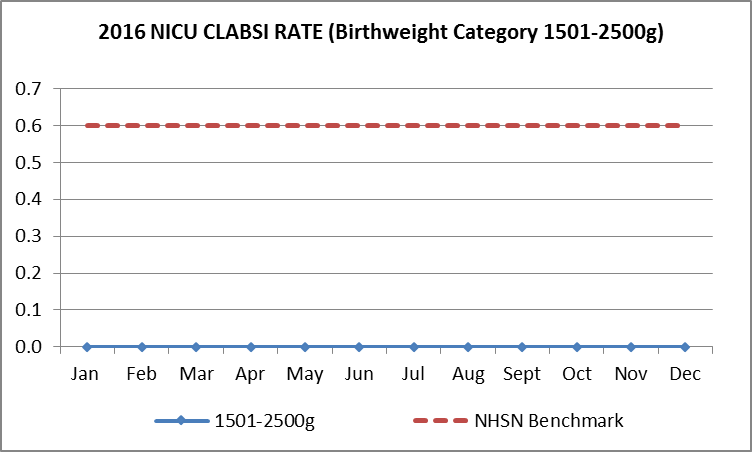 2016 NICU CLABSI RATE (Birthweight Category 1501-2500g)
0.7
0.6
0.5
0.4
0.3
0.2
0.1
0.0
Jan Feb Mar Apr May Jun Jul Aug Sept Oct Nov Dec
1501-2500g NHSN Benchmark